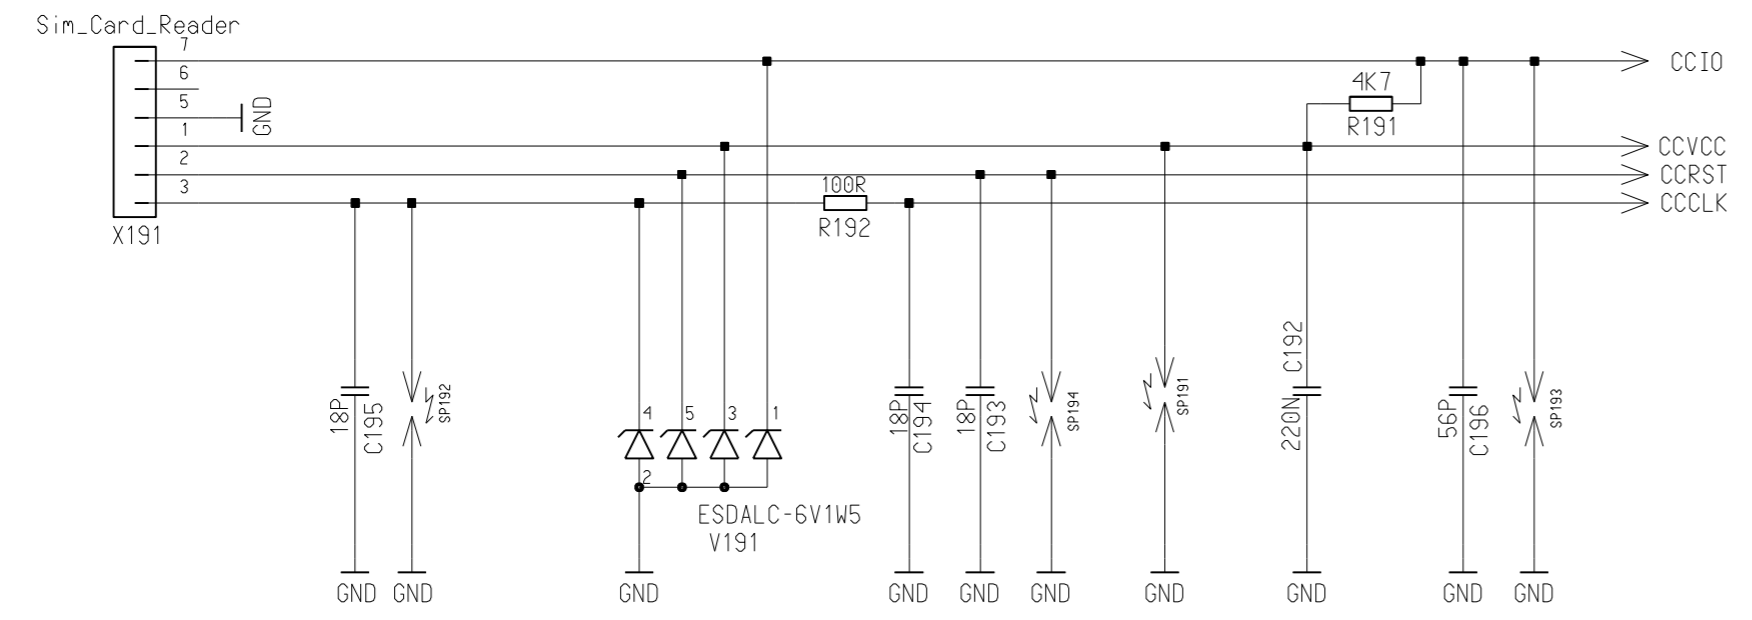 Sim_Card_Reader
7
CCIO
6
4K7
5
GND
R191
1
CCVCC
2
CCRST
3
100R
CCCLK
X191
R192
C192
18P
C195
SP192
4
5
3
1
18P
C194
18P
C193
SP194
SP191
220N
56P
C196
SP193
2
ESDALC-6V1W5
V191
GND
GND
GND
GND
GND
GND
GND
GND
GND
GND